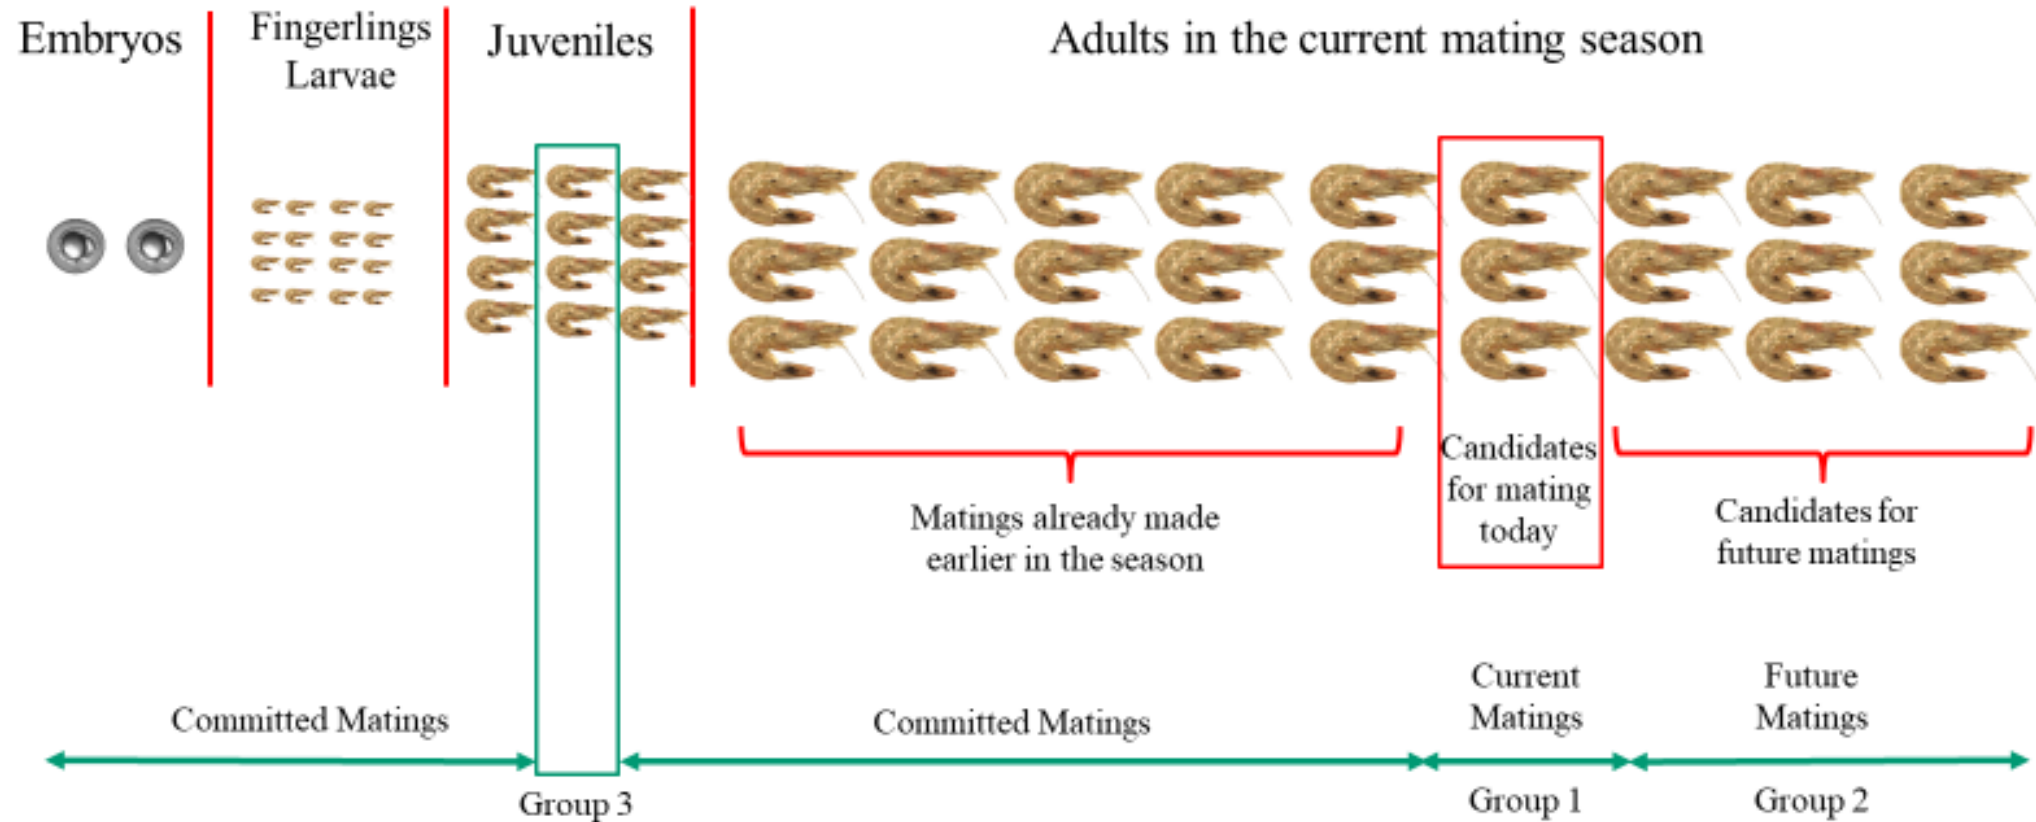 Embryos
Fingerlings
Larvae
Juveniles
Adults in the current mating season
Matings already made
earlier in the season
Candidates
for mating
today
Candidates for
future matings
Committed Matings
Committed Matings
Current
Matings
Future
Matings
Group 3
Group 1
Group 2